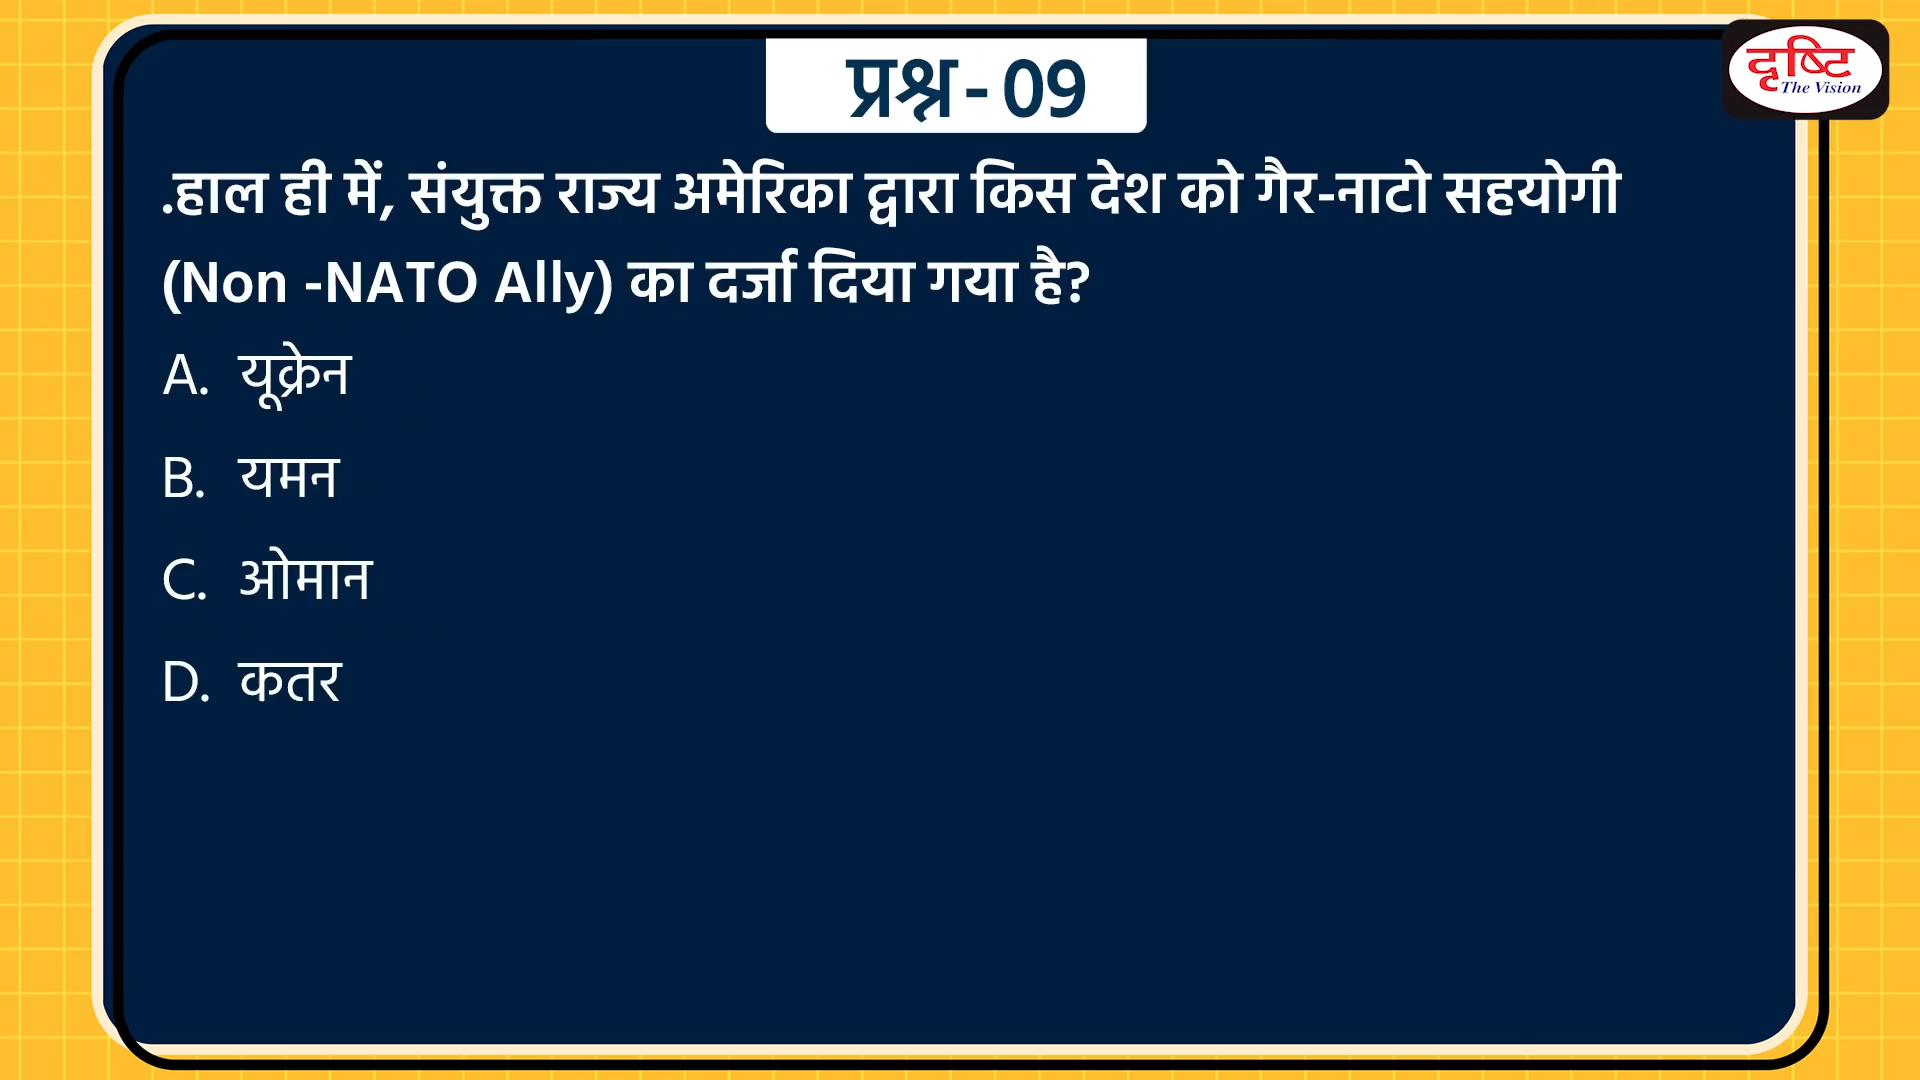 प्रश्न- 09
दृष्टि
The Vision
.हाल ही में, संयुक्त राज्य अमेरिका द्वारा किस देश को गैर-नाटो सहयोगी
(Non -NATO Ally) का दर्जा दिया गया है?
A. यूक्रेन
B. यमन
C. ओमान
D. कतर